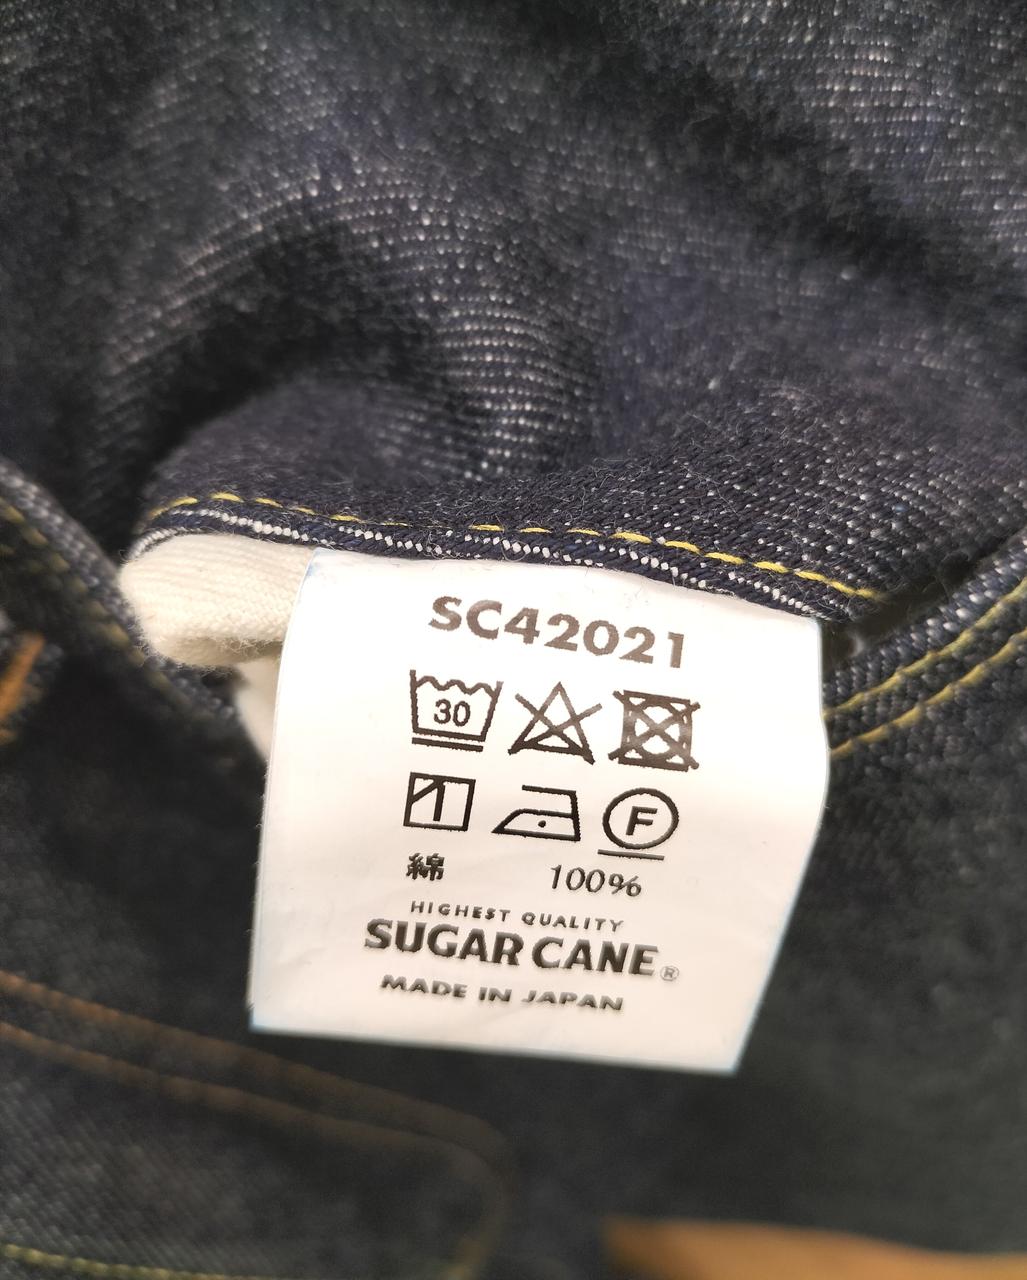 SC42021
30
F
綿 100%
HIGHEST QUALITY
SUGAR CANE®
MADE IN JAPAN